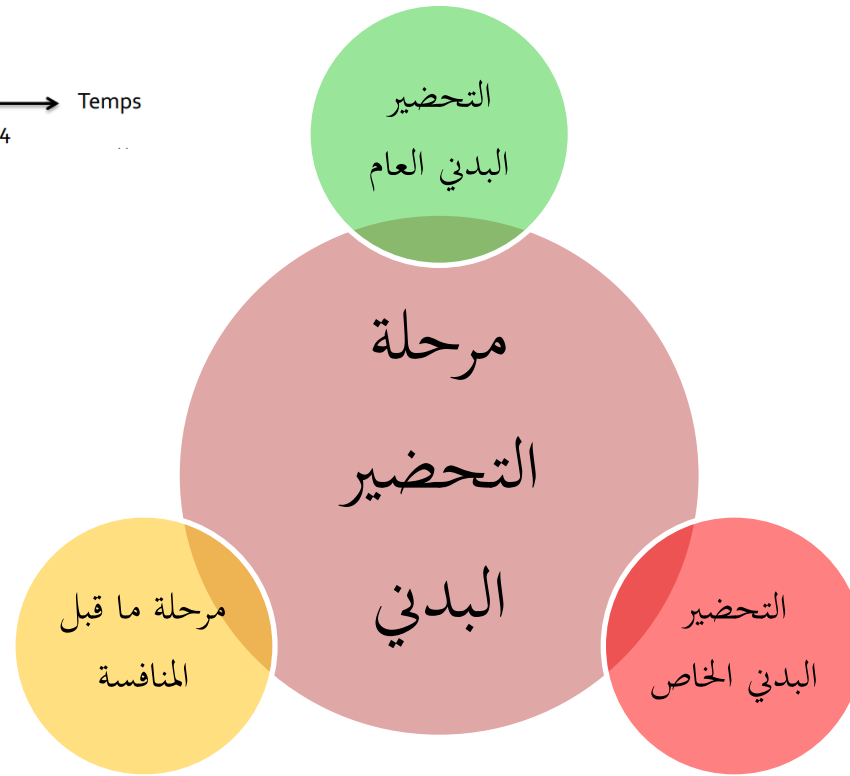 Temps
4
التحضير
البدني العام
مرحلة
التحضير
البدني
التحضير
البدني الخاص
مرحلة ما قبل
المنافسة